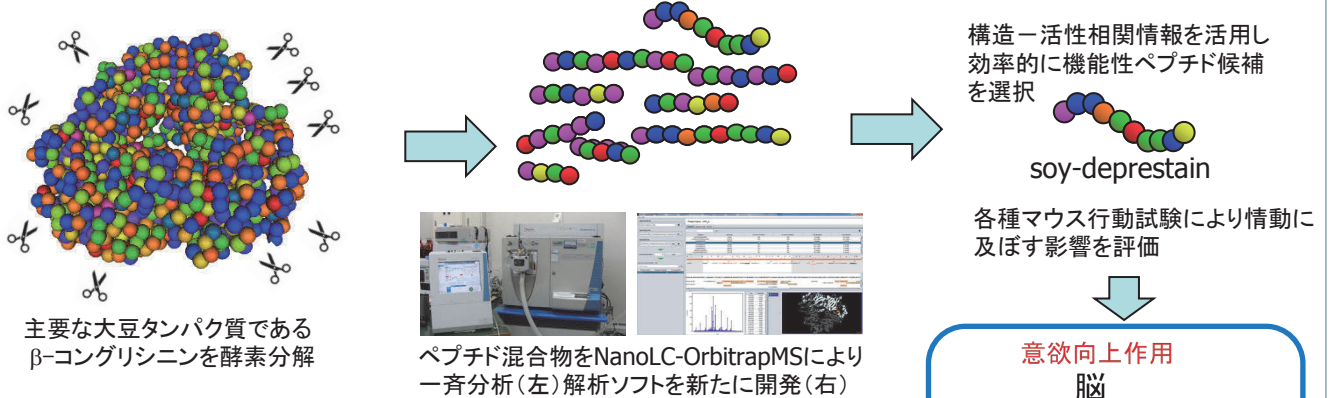 主要な大豆タンパク質である
β-コングリシニンを酵素分解
ペプチド混合物をNanoLC-OrbitrapMSにより
一斉分析(左)解析ソフトを新たに開発(右)
構造-活性相関情報を活用し
効率的に機能性ペプチド候補
を選択
soy-deprestain
各種マウス行動試験により情動に
及ぼす影響を評価
意欲向上作用
脳